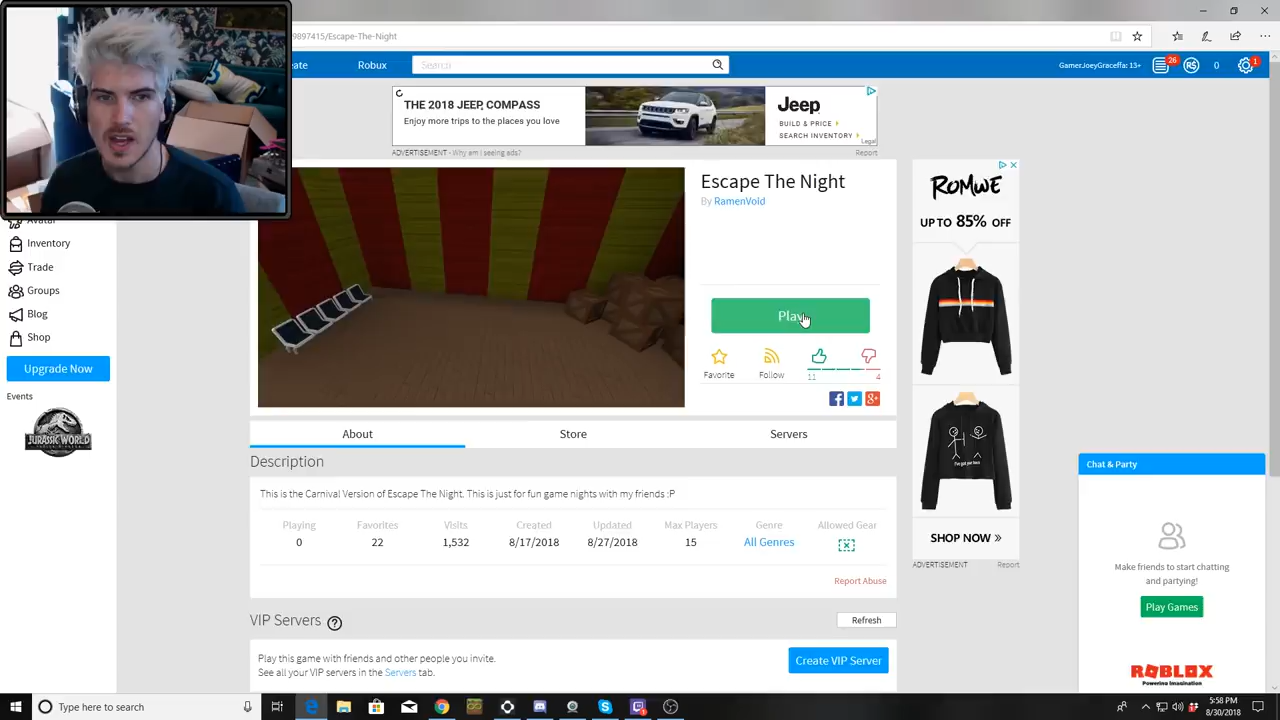 9897415/Escape-The-Night
eate
Robux
Search
GamerJoeyGraceffa: 13+
26
0
1
THE 2018 JEEP COMPASS
Enjoy more trips to the places you love
Jeep
BUILD & PRICE
SEARCH INVENTORY
Legal
ADVERTISEMENT - Why am I seeing ads?
Report
Avatar
Inventory
Trade
Groups
Blog
Shop
Upgrade Now
Events
JURASSIC WORLD
Escape The Night
By RamenVoid
Play
Favorite
Follow
11
4
ROMWE
UP TO 85% OFF
SHOP NOW »
ADVERTISEMENT
Report
About
Store
Servers
Description
This is the Carnival Version of Escape The Night. This is just for fun game nights with my friends :P
Playing
Favorites
Visits
Created
Updated
Max Players
Genre
Allowed Gear
0
22
1,532
8/17/2018
8/27/2018
15
All Genres
Report Abuse
VIP Servers
Refresh
Play this game with friends and other people you invite.
See all your VIP servers in the Servers tab.
Create VIP Server
Chat & Party
Make friends to start chatting
and partying!
Play Games
ROBLOX
Powering Imagination
Type here to search
5:58 PM
8/30/2018